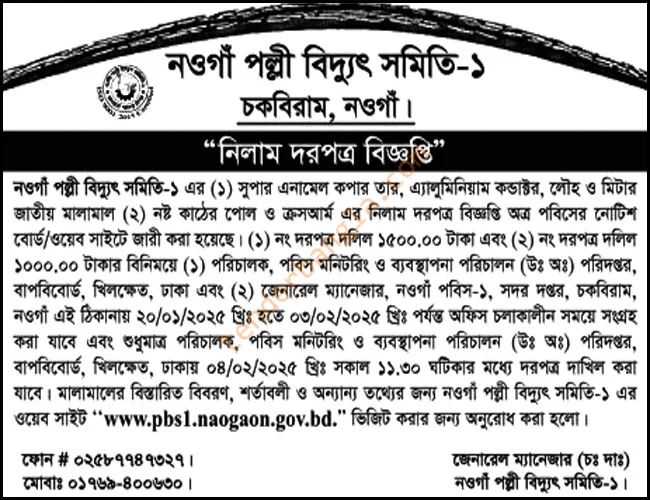 নওগাঁ পল্লী বিদ্যুৎ সমিতি-১
চকবিরাম, নওগাঁ।
“নিলাম দরপত্র বিজ্ঞপ্তি”
নওগাঁ পল্লী বিদ্যুৎ সমিতি-১ এর (১) সুপার এনামেল কপার তার, এ্যালুমিনিয়াম কন্ডাক্টর, লৌহ ও মিটার
জাতীয় মালামাল (২) নষ্ট কাঠের পোল ও ক্রসআর্ম এর নিলাম দরপত্র বিজ্ঞপ্তি অত্র পবিসের নোটিশ
বোর্ড/ওয়েব সাইটে জারী করা হয়েছে। (১) নং দরপত্র দলিল ১৫০০.০০ টাকা এবং (২) নং দরপত্র দলিল
১০০০.০০ টাকার বিনিময়ে (১) পরিচালক, পবিস মনিটরিং ও ব্যবস্থাপনা পরিচালন (উঃ অঃ) পরিদপ্তর,
বাপবিবোর্ড, খিলক্ষেত, ঢাকা এবং (২) জেনারেল ম্যানেজার, নওগাঁ পবিস-১, সদর দপ্তর, চকবিরাম,
নওগাঁ এই ঠিকানায় ২০/০১/২০২৫ খ্রিঃ হতে ০৩/০২/২০২৫ খ্রিঃ পর্যন্ত অফিস চলাকালীন সময়ে সংগ্রহ
করা যাবে এবং শুধুমাত্র পরিচালক, পবিস মনিটরিং ও ব্যবস্থাপনা পরিচালন (উঃ অঃ) পরিদপ্তর,
বাপবিবোর্ড, খিলক্ষেত, ঢাকায় ০৪/০২/২০২৫ খ্রিঃ সকাল ১১.৩০ ঘটিকার মধ্যে দরপত্র দাখিল করা
যাবে। মালামালের বিস্তারিত বিবরণ, শর্তাবলী ও অন্যান্য তথ্যের জন্য নওগাঁ পল্লী বিদ্যুৎ সমিতি-১ এর
ওয়েব সাইট “www.pbs1.naogaon.gov.bd.” ভিজিট করার জন্য অনুরোধ করা হলো।
ফোন # ০২৫৮৭৭৪৭৩২৭।
মোবাঃ ০১৭৬৯-৪০০৬৩০।
জেনারেল ম্যানেজার (চঃ দাঃ)
নওগাঁ পল্লী বিদ্যুৎ সমিতি-১।